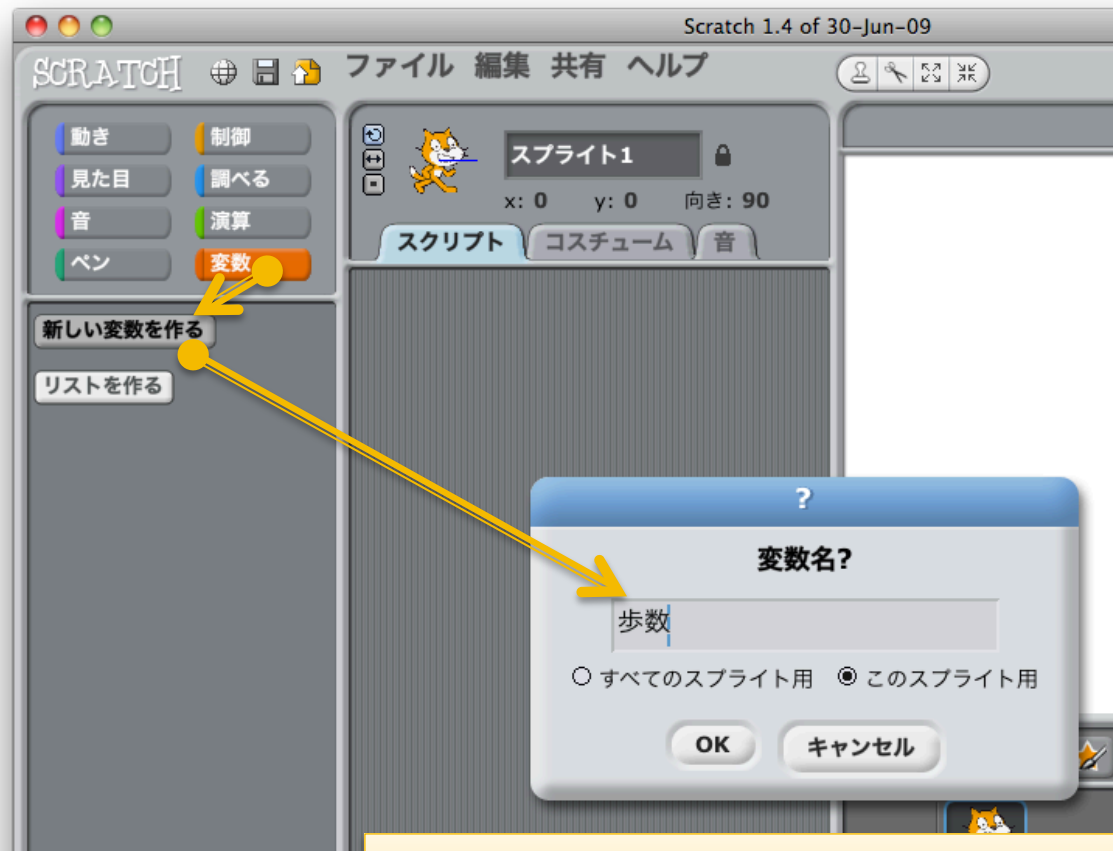 Scratch 1.4 of 30-Jun-09
SCRATCH ファイル 編集 共有 ヘルプ
動き 制御
見た目 調べる
音 演算
ペン 変数
スプライト1
x: 0 y: 0 向き: 90
スクリプト コスチューム 音
新しい変数を作る
リストを作る
?
変数名?
歩数
すべてのスプライト用 このスプライト用
OK キャンセル